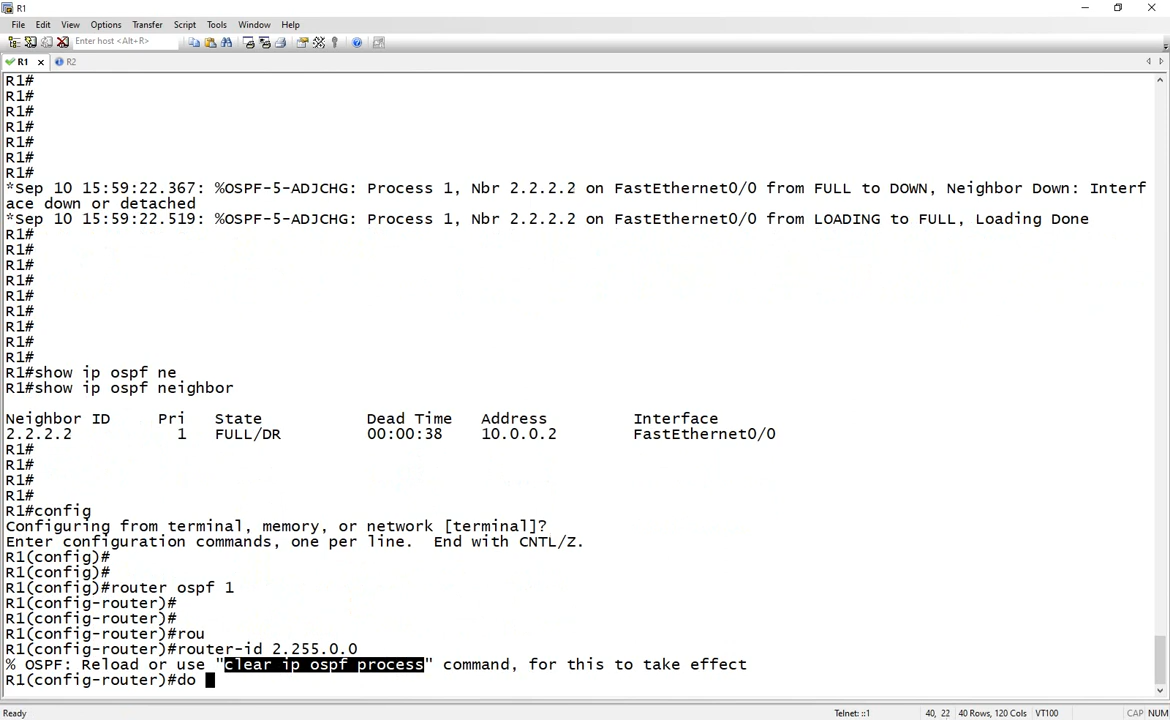 R1
File Edit View Options Transfer Script Tools Window Help
Enter host <Alt+R>
R1 R2
R1#
R1#
R1#
R1#
R1#
R1#
R1#
*Sep 10 15:59:22.367: %OSPF-5-ADJCHG: Process 1, Nbr 2.2.2.2 on FastEthernet0/0 from FULL to DOWN, Neighbor Down: Interf
ace down or detached
*Sep 10 15:59:22.519: %OSPF-5-ADJCHG: Process 1, Nbr 2.2.2.2 on FastEthernet0/0 from LOADING to FULL, Loading Done
R1#
R1#
R1#
R1#
R1#
R1#
R1#
R1#
R1#
R1#show ip ospf ne
R1#show ip ospf neighbor
Neighbor ID Pri State Dead Time Address Interface
2.2.2.2 1 FULL/DR 00:00:38 10.0.0.2 FastEthernet0/0
R1#
R1#
R1#
R1#
R1#config
Configuring from terminal, memory, or network [terminal]?
Enter configuration commands, one per line. End with CNTL/Z.
R1(config)#
R1(config)#
R1(config)#router ospf 1
R1(config-router)#
R1(config-router)#
R1(config-router)#rou
R1(config-router)#router-id 2.255.0.0
% OSPF: Reload or use "clear ip ospf process" command, for this to take effect
R1(config-router)#do
Ready Telnet: ::1 40, 22 40 Rows, 120 Cols VT100 CAP NUM